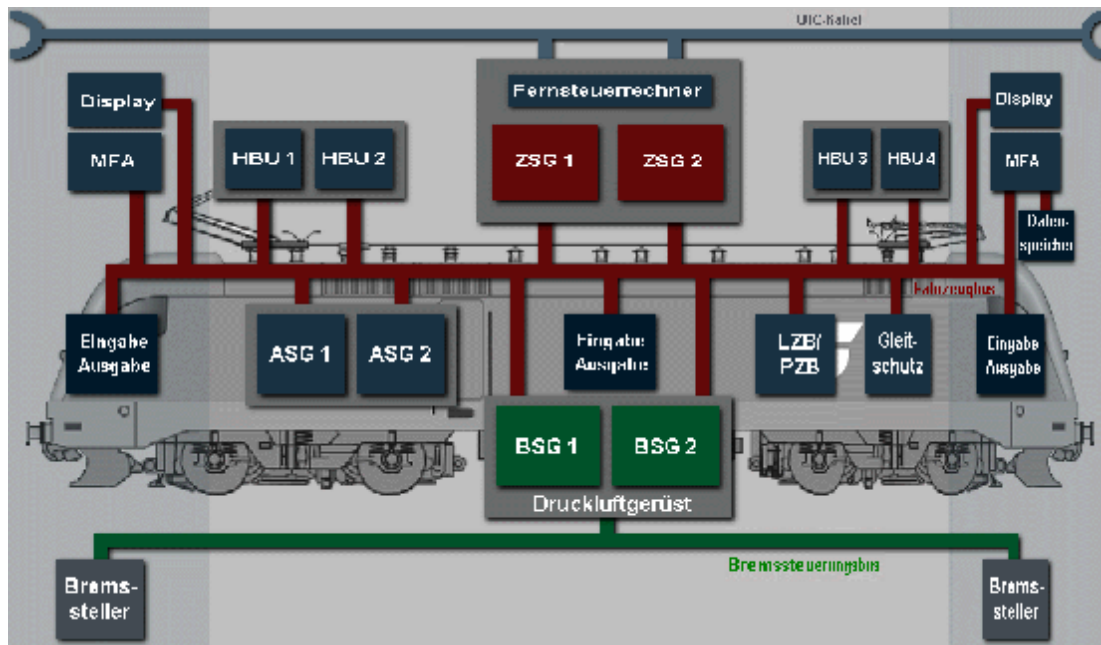 UIC-Kabel
Display
Fernsteuerrechner
Display
MFA
HBU 1
HBU 2
ZSG 1
ZSG 2
HBU 3
HBU 4
MFA
Daten-
speicher
Fahrzeugbus
Eingabe
Ausgabe
ASG 1
ASG 2
Eingabe
Ausgabe
LZB/
PZB
Gleit-
schutz
Eingabe
Ausgabe
BSG 1
BSG 2
Druckluftgerüst
Bremssteuerungsbus
Brems-
steller
Brems-
steller